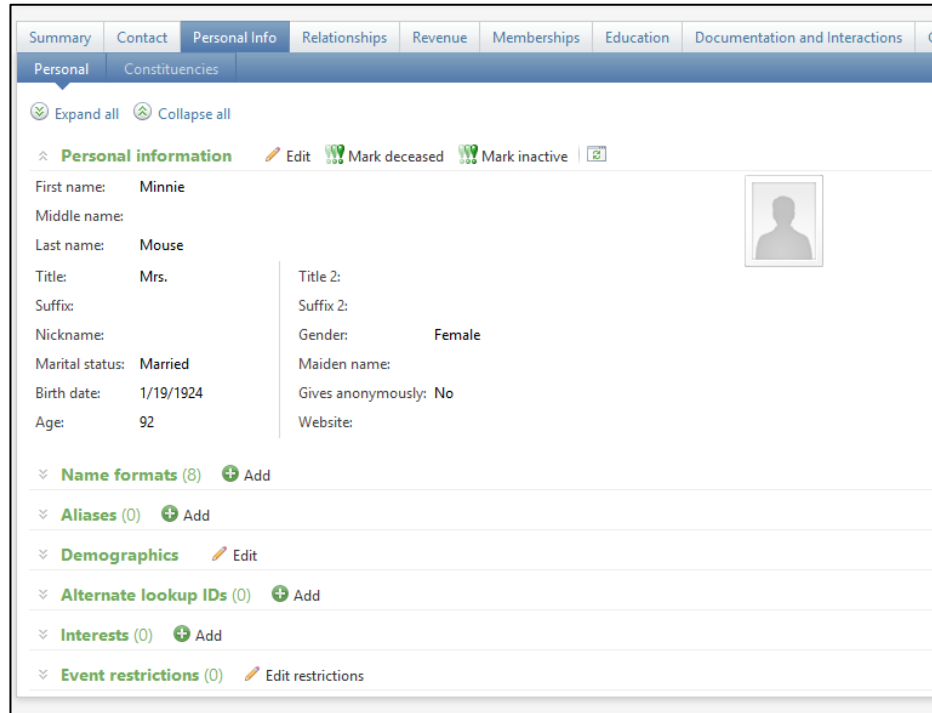 Summary Contact Personal Info Relationships Revenue Memberships Education Documentation and Interactions
Personal Constituencies
Expand all Collapse all
Personal information Edit Mark deceased Mark inactive
First name: Minnie
Middle name:
Last name: Mouse
Title: Mrs. Title 2:
Suffix: Suffix 2:
Nickname: Gender: Female
Marital status: Married Maiden name:
Birth date: 1/19/1924 Gives anonymously: No
Age: 92 Website:
Name formats (8) Add
Aliases (0) Add
Demographics Edit
Alternate lookup IDs (0) Add
Interests (0) Add
Event restrictions (0) Edit restrictions